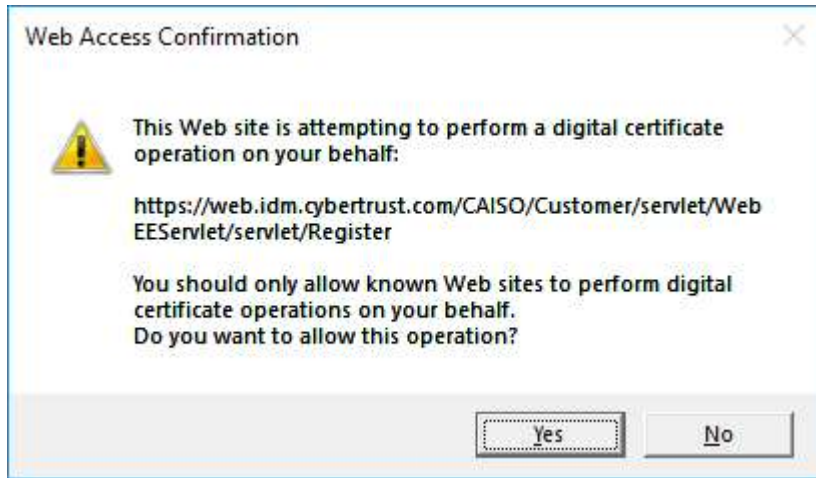 Web Access Confirmation
This Web site is attempting to perform a digital certificate
operation on your behalf:
https://web.idm.cybertrust.com/CAISO/Customer/servlet/Web
EEServlet/servlet/Register
You should only allow known Web sites to perform digital
certificate operations on your behalf.
Do you want to allow this operation?
Yes
No